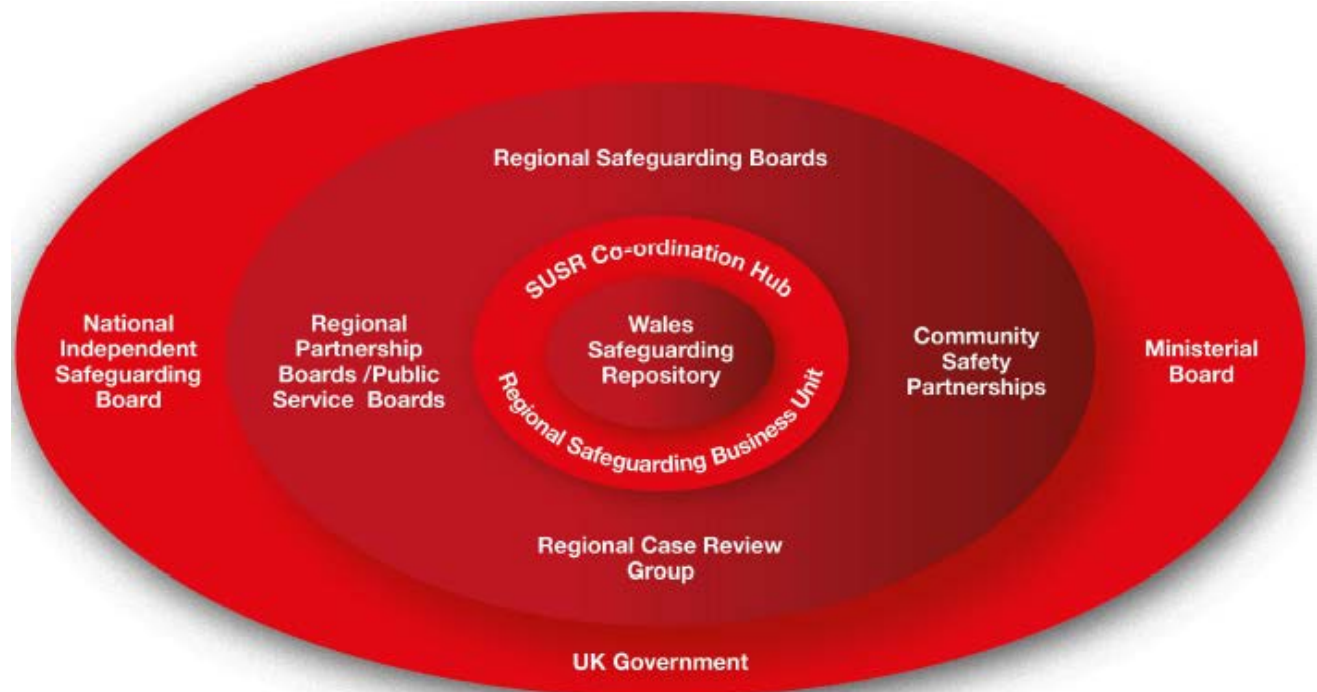 Regional Safeguarding Boards
SUSR Co-ordination Hub
National
Independent
Safeguarding
Board
Regional
Partnership
Boards /Public
Service Boards
Wales
Safeguarding
Repository
Community
Safety
Partnerships
Ministerial
Board
Regional Safeguarding Business Unit
Regional Case Review
Group
UK Government